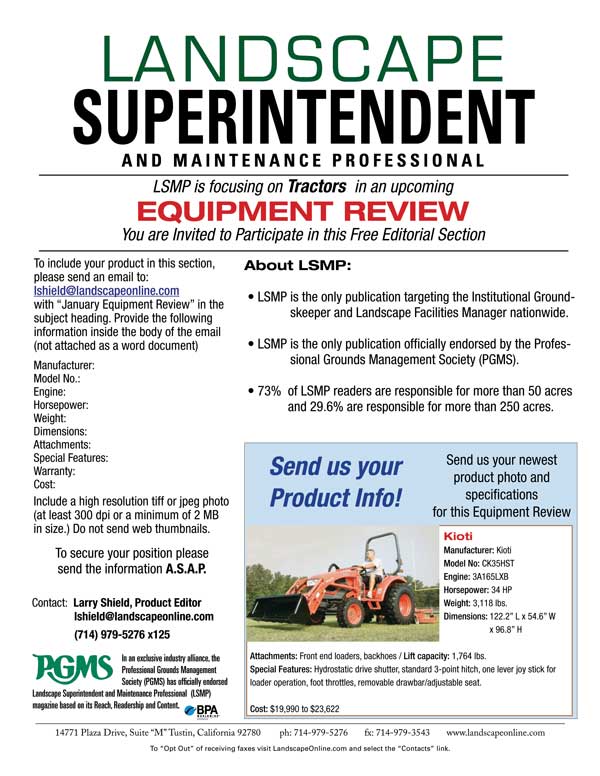 LANDSCAPE
SUPERINTENDENT
AND MAINTENANCE PROFESSIONAL
LSMP is focusing on Tractors in an upcoming
EQUIPMENT REVIEW
You are Invited to Participate in this Free Editorial Section
To include your product in this section,
please send an email to:
lshield@landscapeonline.com
with “January Equipment Review” in the
subject heading. Provide the following
information inside the body of the email
(not attached as a word document)
Manufacturer:
Model No.:
Engine:
Horsepower:
Weight:
Dimensions:
Attachments:
Special Features:
Warranty:
Cost:
Include a high resolution tiff or jpeg photo
(at least 300 dpi or a minimum of 2 MB
in size.) Do not send web thumbnails.
To secure your position please
send the information A.S.A.P.
Contact: Larry Shield, Product Editor
lshield@landscapeonline.com
(714) 979-5276 x125
PGMS
In an exclusive industry alliance, the
Professional Grounds Management
Society (PGMS) has officially endorsed
Landscape Superintendent and Maintenance Professional (LSMP)
magazine based on its Reach, Readership and Content.
BPA
WORLDWIDE
About LSMP:
• LSMP is the only publication targeting the Institutional Ground-
skeeper and Landscape Facilities Manager nationwide.
• LSMP is the only publication officially endorsed by the Profes-
sional Grounds Management Society (PGMS).
• 73% of LSMP readers are responsible for more than 50 acres
and 29.6% are responsible for more than 250 acres.
Send us your
Product Info!
Send us your newest
product photo and
specifications
for this Equipment Review
Kioti
Manufacturer: Kioti
Model No: CK35HST
Engine: 3A165LXB
Horsepower: 34 HP
Weight: 3,118 lbs.
Dimensions: 122.2” L x 54.6” W
x 96.8” H
Attachments: Front end loaders, backhoes / Lift capacity: 1,764 lbs.
Special Features: Hydrostatic drive shutter, standard 3-point hitch, one lever joy stick for
loader operation, foot throttles, removable drawbar/adjustable seat.
Cost: $19,990 to $23,622
14771 Plaza Drive, Suite “M” Tustin, California 92780 ph: 714-979-5276 fx: 714-979-3543 www.landscapeonline.com
To “Opt Out” of receiving faxes visit LandscapeOnline.com and select the “Contacts” link.